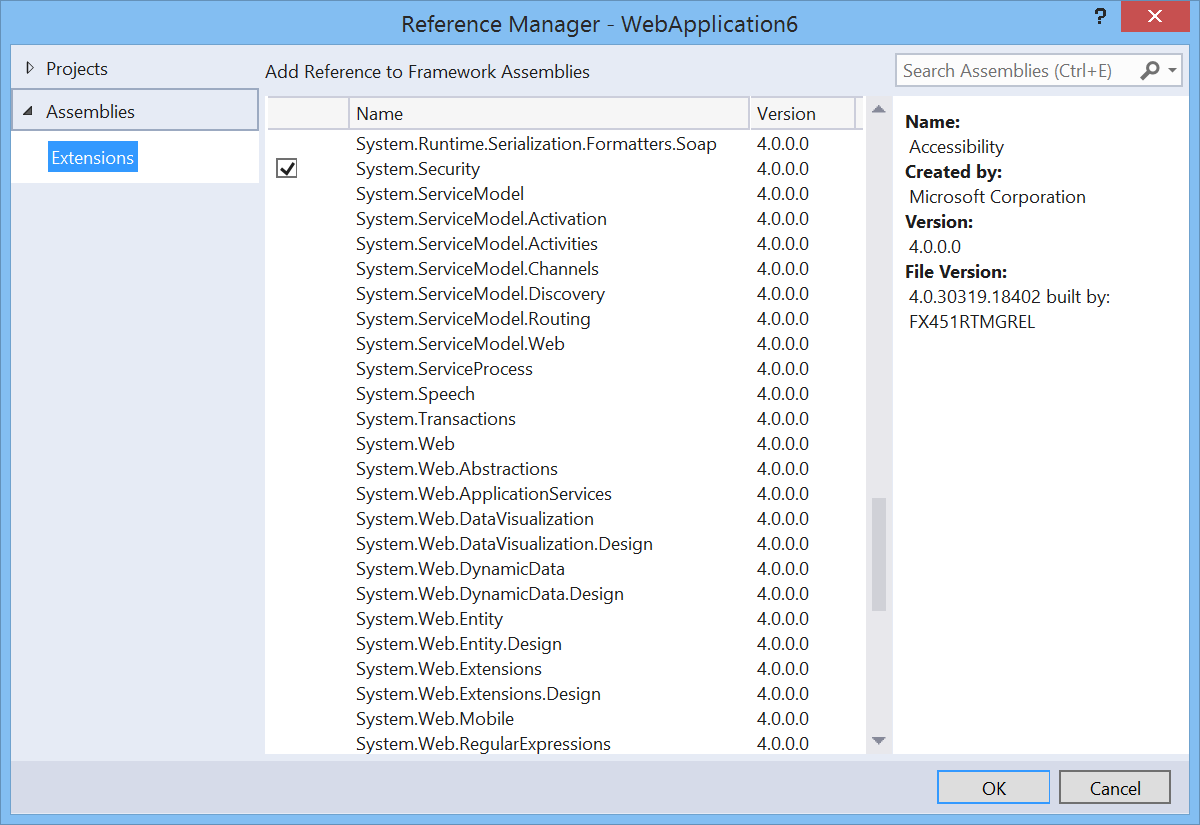 Reference Manager - WebApplication6
?
Projects
Assemblies
Extensions
Add Reference to Framework Assemblies
Search Assemblies (Ctrl+E)
Name Version
System.Runtime.Serialization.Formatters.Soap 4.0.0.0
System.Security 4.0.0.0
System.ServiceModel 4.0.0.0
System.ServiceModel.Activation 4.0.0.0
System.ServiceModel.Activities 4.0.0.0
System.ServiceModel.Channels 4.0.0.0
System.ServiceModel.Discovery 4.0.0.0
System.ServiceModel.Routing 4.0.0.0
System.ServiceModel.Web 4.0.0.0
System.ServiceProcess 4.0.0.0
System.Speech 4.0.0.0
System.Transactions 4.0.0.0
System.Web 4.0.0.0
System.Web.Abstractions 4.0.0.0
System.Web.ApplicationServices 4.0.0.0
System.Web.DataVisualization 4.0.0.0
System.Web.DataVisualization.Design 4.0.0.0
System.Web.DynamicData 4.0.0.0
System.Web.DynamicData.Design 4.0.0.0
System.Web.Entity 4.0.0.0
System.Web.Entity.Design 4.0.0.0
System.Web.Extensions 4.0.0.0
System.Web.Extensions.Design 4.0.0.0
System.Web.Mobile 4.0.0.0
System.Web.RegularExpressions 4.0.0.0
Name:
Accessibility
Created by:
Microsoft Corporation
Version:
4.0.0.0
File Version:
4.0.30319.18402 built by:
FX451RTMGREL
OK
Cancel